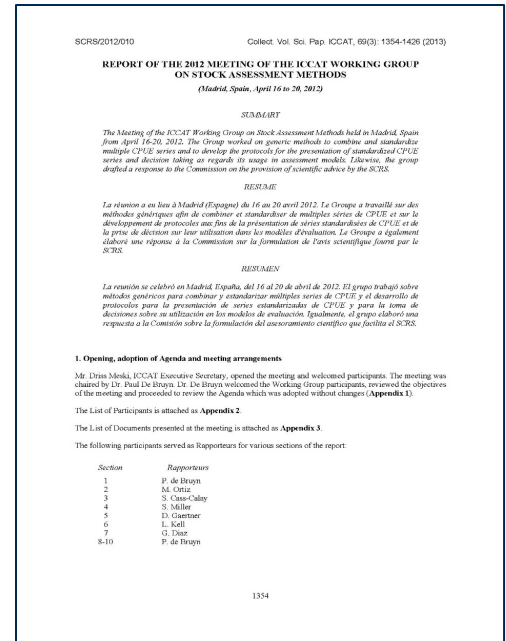 SCRS/2012/010 Collect. Vol. Sci. Pap. ICCAT, 69(3): 1354-1426 (2013)
REPORT OF THE 2012 MEETING OF THE ICCAT WORKING GROUP
ON STOCK ASSESSMENT METHODS
(Madrid, Spain, April 16 to 20, 2012)
SUMMARY
The Meeting of the ICCAT Working Group on Stock Assessment Methods held in Madrid, Spain
from April 16-20, 2012. The Group worked on generic methods to combine and standardize
multiple CPUE series and to develop the protocols for the presentation of standardized CPUE
series and decision taking as regards its usage in assessment models. Likewise, the group
drafted a response to the Commission on the provision of scientific advice by the SCRS.
RESUME
La réunion a eu lieu à Madrid (Espagne) du 16 au 20 avril 2012. Le Groupe a travaillé sur des
méthodes génériques afin de combiner et standardiser de multiples séries de CPUE et sur le
développement de protocoles aux fins de la présentation de séries standardisées de CPUE et de
la prise de décision sur leur utilisation dans les modèles d'évaluation. Le Groupe a également
élaboré une réponse à la Commission sur la formulation de l'avis scientifique fourni par le
SCRS.
RESUMEN
La reunión se celebró en Madrid, España, del 16 al 20 de abril de 2012. El grupo trabajó sobre
métodos genéricos para combinar y estandarizar múltiples series de CPUE y el desarrollo de
protocolos para la presentación de series estandarizadas de CPUE y para la toma de
decisiones sobre su utilización en los modelos de evaluación. Igualmente, el grupo elaboró una
respuesta a la Comisión sobre la formulación del asesoramiento científico que facilita el SCRS.
1. Opening, adoption of Agenda and meeting arrangements
Mr. Driss Meski, ICCAT Executive Secretary, opened the meeting and welcomed participants. The meeting was
chaired by Dr. Paul De Bruyn. Dr. De Bruyn welcomed the Working Group participants, reviewed the objectives
of the meeting and proceeded to review the Agenda which was adopted without changes (Appendix 1).
The List of Participants is attached as Appendix 2.
The List of Documents presented at the meeting is attached as Appendix 3.
The following participants served as Rapporteurs for various sections of the report:
Section Rapporteurs
1 P. de Bruyn
2 M. Ortiz
3 S. Cass-Calay
4 S. Miller
5 D. Gaertner
6 L. Kell
7 G. Diaz
8-10 P. de Bruyn
1354